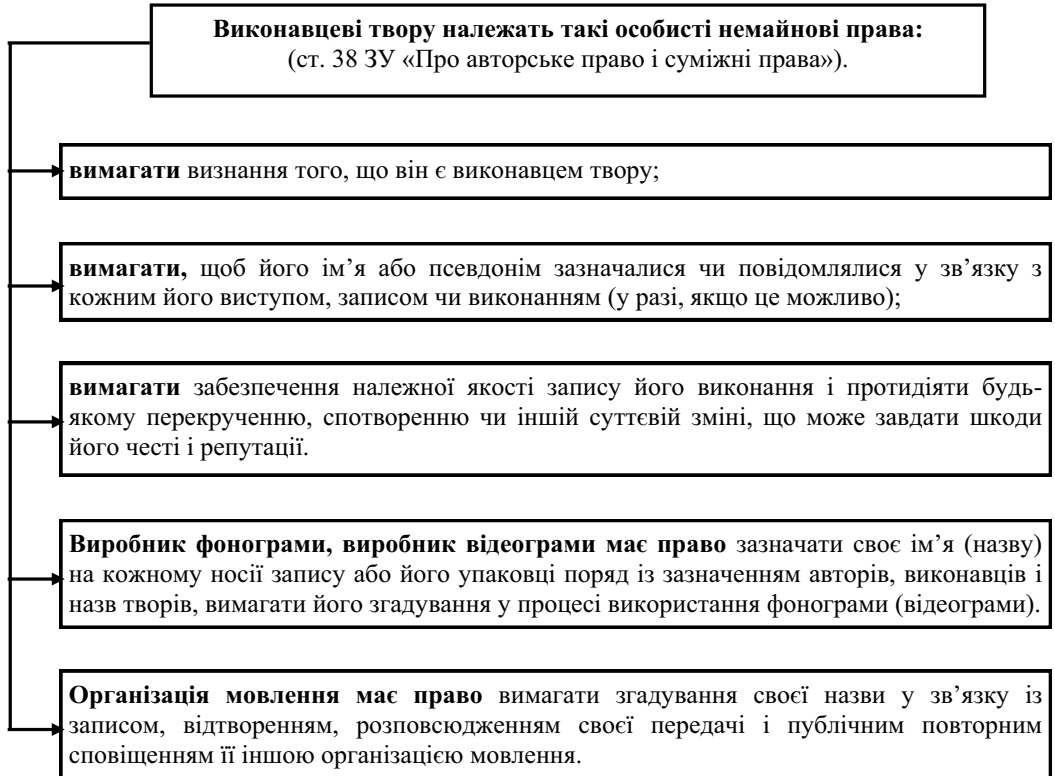 Виконавцеві твору належать такі особисті немайнові права:
(ст. 38 ЗУ «Про авторське право і суміжні права»).
вимагати визнання того, що він є виконавцем твору;
вимагати, щоб його ім’я або псевдонім зазначалися чи повідомлялися у зв’язку з
кожним його виступом, записом чи виконанням (у разі, якщо це можливо);
вимагати забезпечення належної якості запису його виконання і протидіяти будь-
якому перекрученню, спотворенню чи іншій суттєвій зміні, що може завдати шкоди
його честі і репутації.
Виробник фонограми, виробник відеограми має право зазначати своє ім’я (назву)
на кожному носії запису або його упаковці поряд із зазначенням авторів, виконавців і
назв творів, вимагати його згадування у процесі використання фонограми (відеограми).
Організація мовлення має право вимагати згадування своєї назви у зв’язку із
записом, відтворенням, розповсюдженням своєї передачі і публічним повторним
сповіщенням її іншою організацією мовлення.